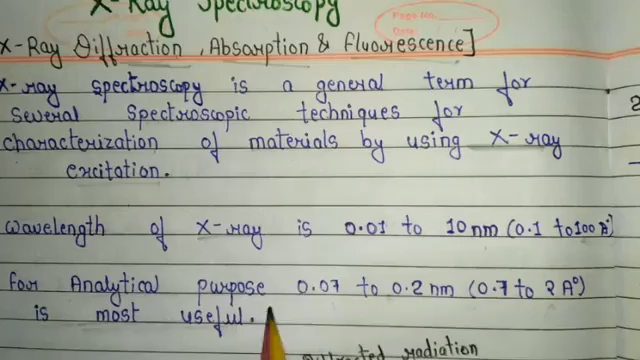 X-Ray Spectroscopy
X-Ray Diffraction, Absorption & Fluorescence]
X-ray spectroscopy is a general term for
several spectroscopic techniques for
characterization of materials by using X-ray
excitation.
wavelength of X-ray is 0.01 to 10nm (0.1 to 100 A°)
for Analytical purpose 0.07 to 0.2 nm (0.7 to 2 A°)
is most useful.
radiation